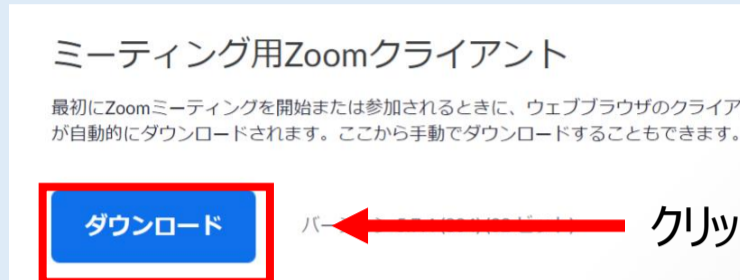 ミーティング用Zoomクライアント
最初にZoomミーティングを開始または参加されるときに、ウェブブラウザのクライア
が自動的にダウンロードされます。ここから手動でダウンロードすることもできます。
ダウンロード
クリッ